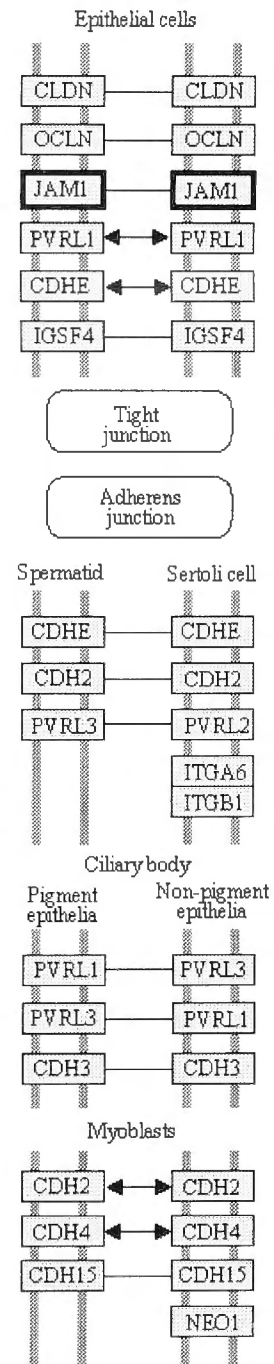 Epithelial cells
CLDN CLDN
OCLN OCLN
JAM1 JAM1
PVRL1 PVRL1
CDHE CDHE
IGSF4 IGSF4
Tight
junction
Adherens
junction
Spermatid Sertoli cell
CDHE CDHE
CDH2 CDH2
PVRL3 PVRL2
ITGA6
ITGB1
Ciliary body
Pigment
epithelia
Non-pigment
epithelia
PVRL1 PVRL3
PVRL3 PVRL1
CDH3 CDH3
Myoblasts
CDH2 CDH2
CDH4 CDH4
CDH15 CDH15
NEO1